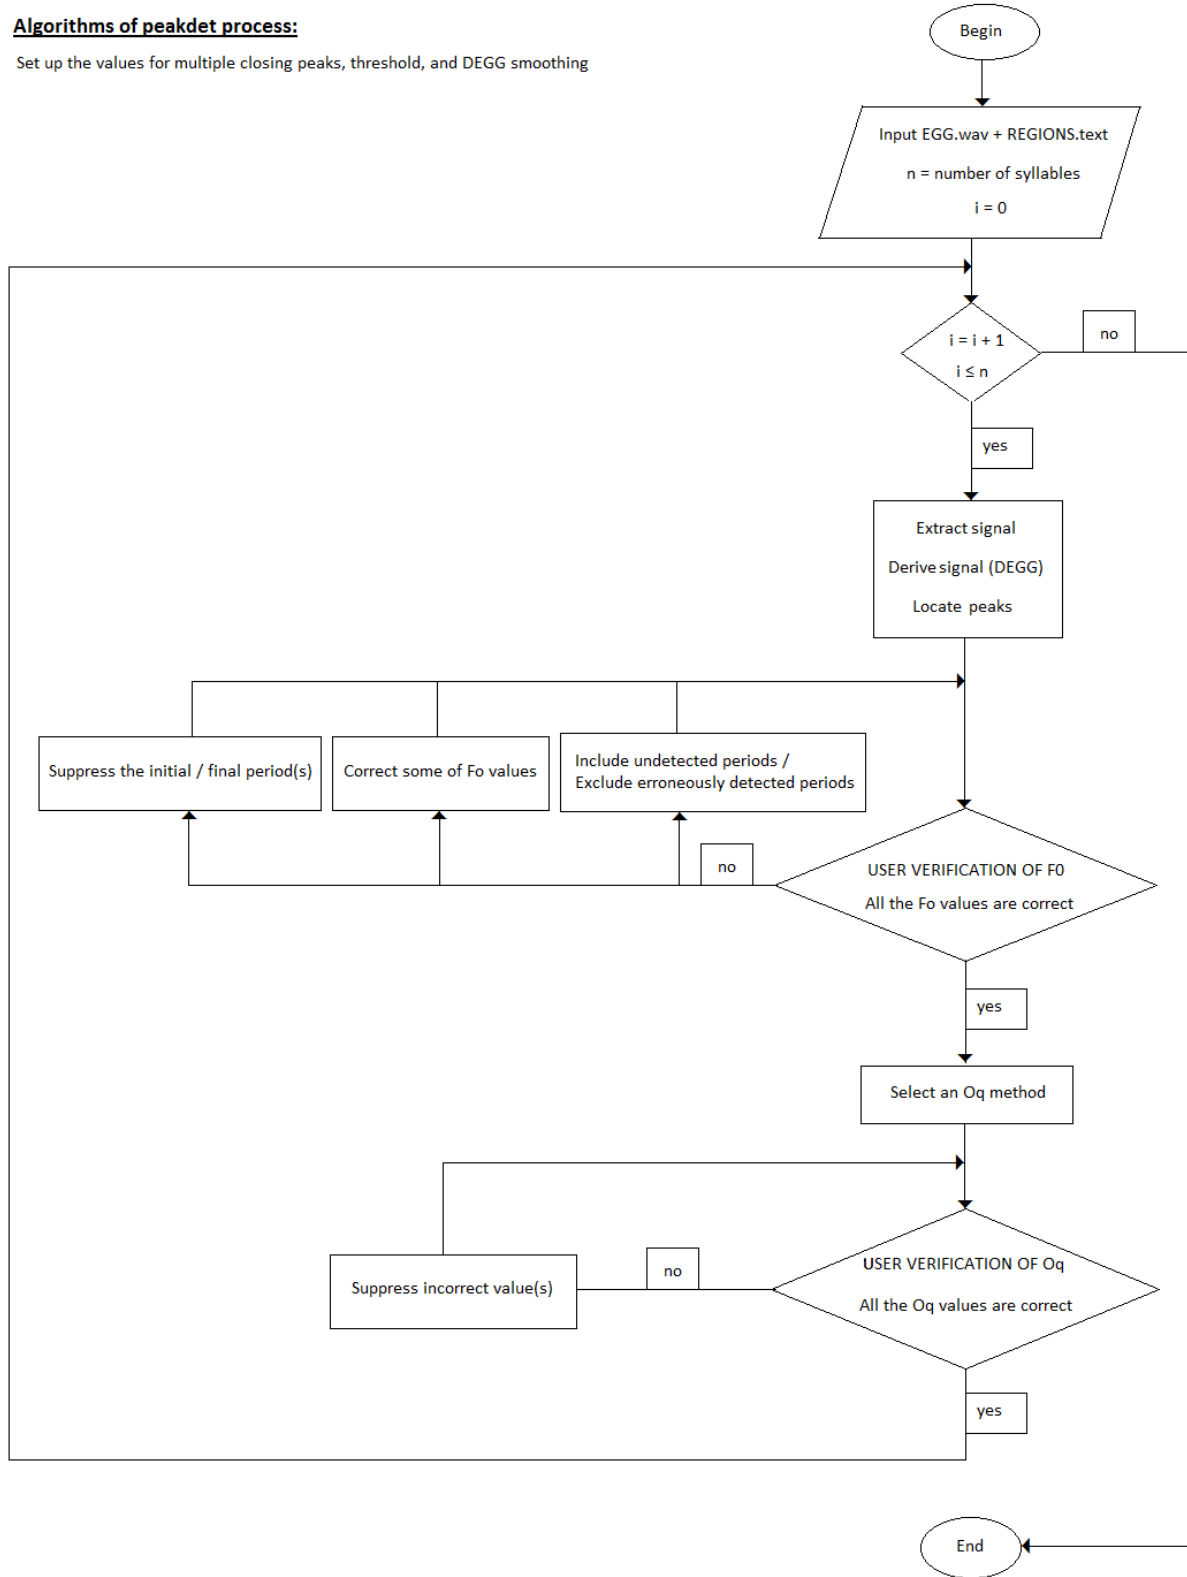 Algorithms of peakdet process:
Set up the values for multiple closing peaks, threshold, and DEGG smoothing
Begin
Input EGG.wav + REGIONS.text
n = number of syllables
i = 0
i = i + 1
i ≤ n
no
yes
Extract signal
Derive signal (DEGG)
Locate peaks
Suppress the initial / final period(s)
Correct some of Fo values
Include undetected periods /
Exclude erroneously detected periods
no
USER VERIFICATION OF F0
All the Fo values are correct
yes
Select an Oq method
Suppress incorrect value(s)
no
USER VERIFICATION OF Oq
All the Oq values are correct
yes
End